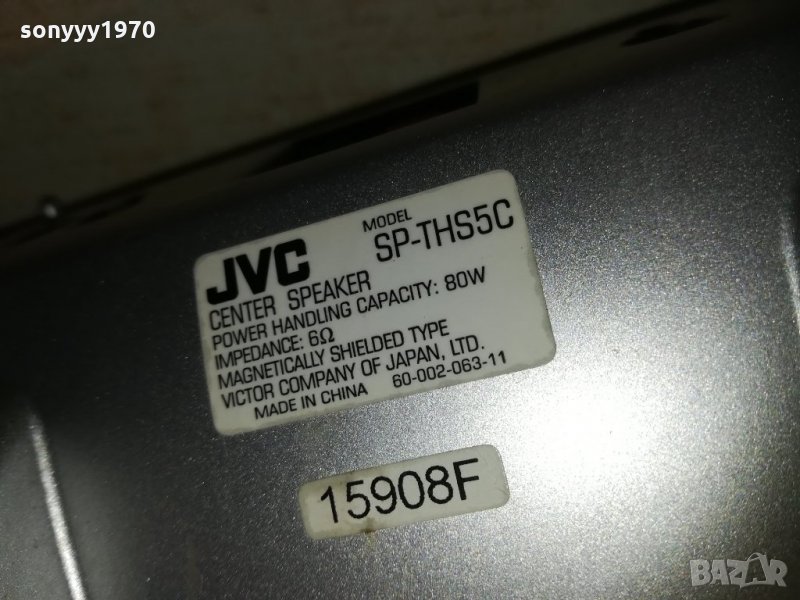 sonyyy1970
MODEL
JVC SP-THS5C
CENTER SPEAKER
POWER HANDLING CAPACITY: 80W
IMPEDANCE: 6Ω
MAGNETICALLY SHIELDED TYPE
VICTOR COMPANY OF JAPAN, LTD.
MADE IN CHINA 60-002-063-11
15908F
BAZAR